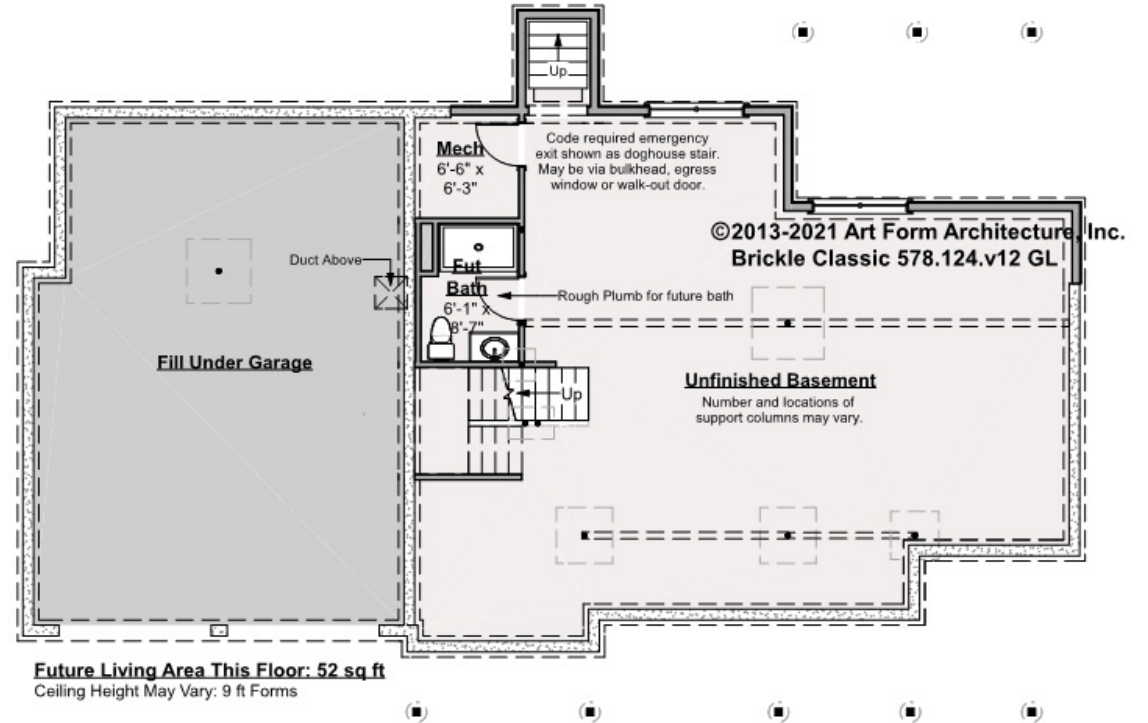 Up
Mech
6'-6" x
6'-3"
Code required emergency
exit shown as doghouse stair.
May be via bulkhead, egress
window or walk-out door.
©2013-2021 Art Form Architecture, Inc.
Brickle Classic 578.124.v12 GL
Duct Above
Fut
Bath
6'-1" x
8'-7"
Rough Plumb for future bath
Fill Under Garage
Unfinished Basement
Number and locations of
support columns may vary.
Up
Future Living Area This Floor: 52 sq ft
Ceiling Height May Vary: 9 ft Forms